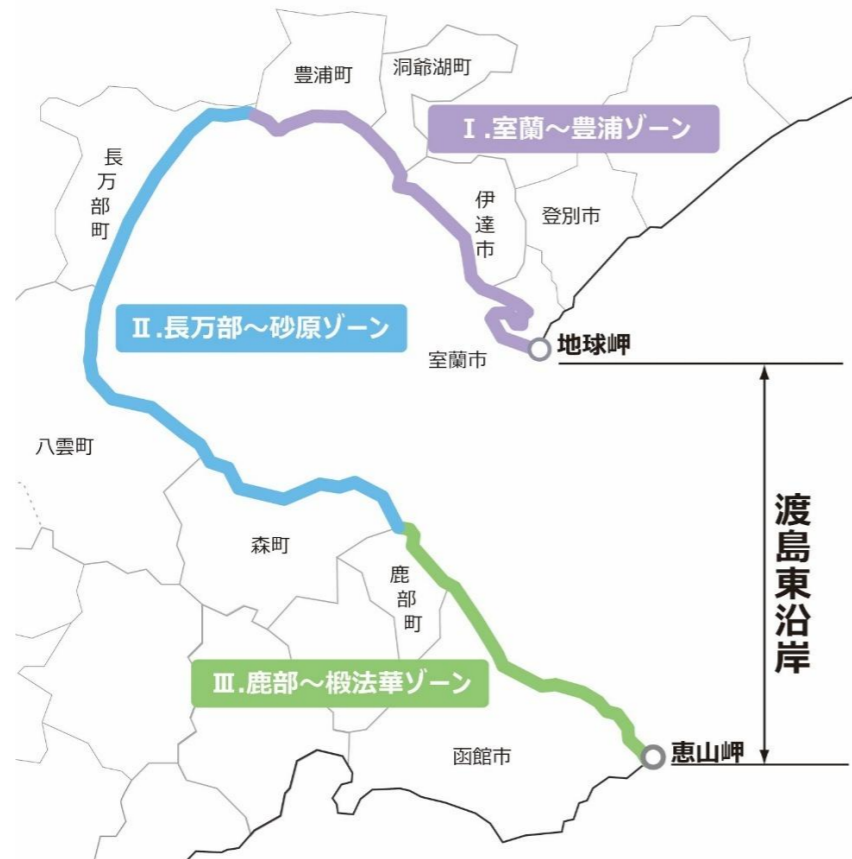 豊浦町
洞爺湖町
Ⅰ.室蘭～豊浦ゾーン
長万部町
伊達市
登別市
Ⅱ.長万部～砂原ゾーン
地球岬
室蘭市
八雲町
渡島東沿岸
森町
鹿部町
Ⅲ.鹿部～椴法華ゾーン
函館市
恵山岬